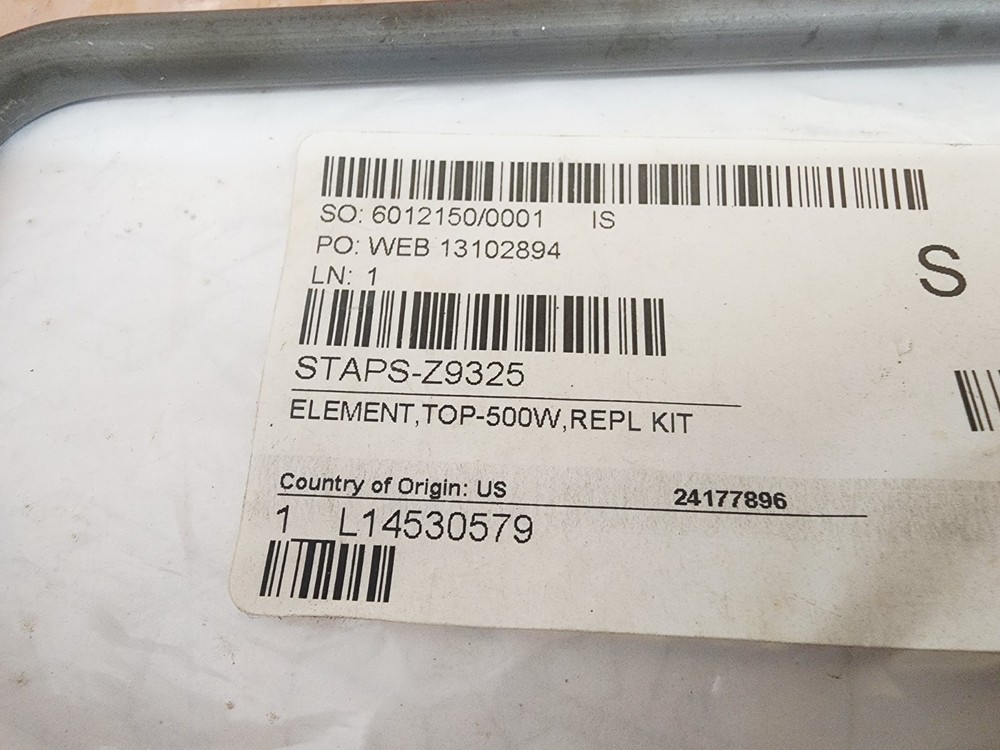 SO: 6012150/0001 IS
PO: WEB 13102894
LN: 1
S
STAPS-Z9325
ELEMENT,TOP-500W,REPL KIT
Country of Origin: US 24177896
1 L14530579